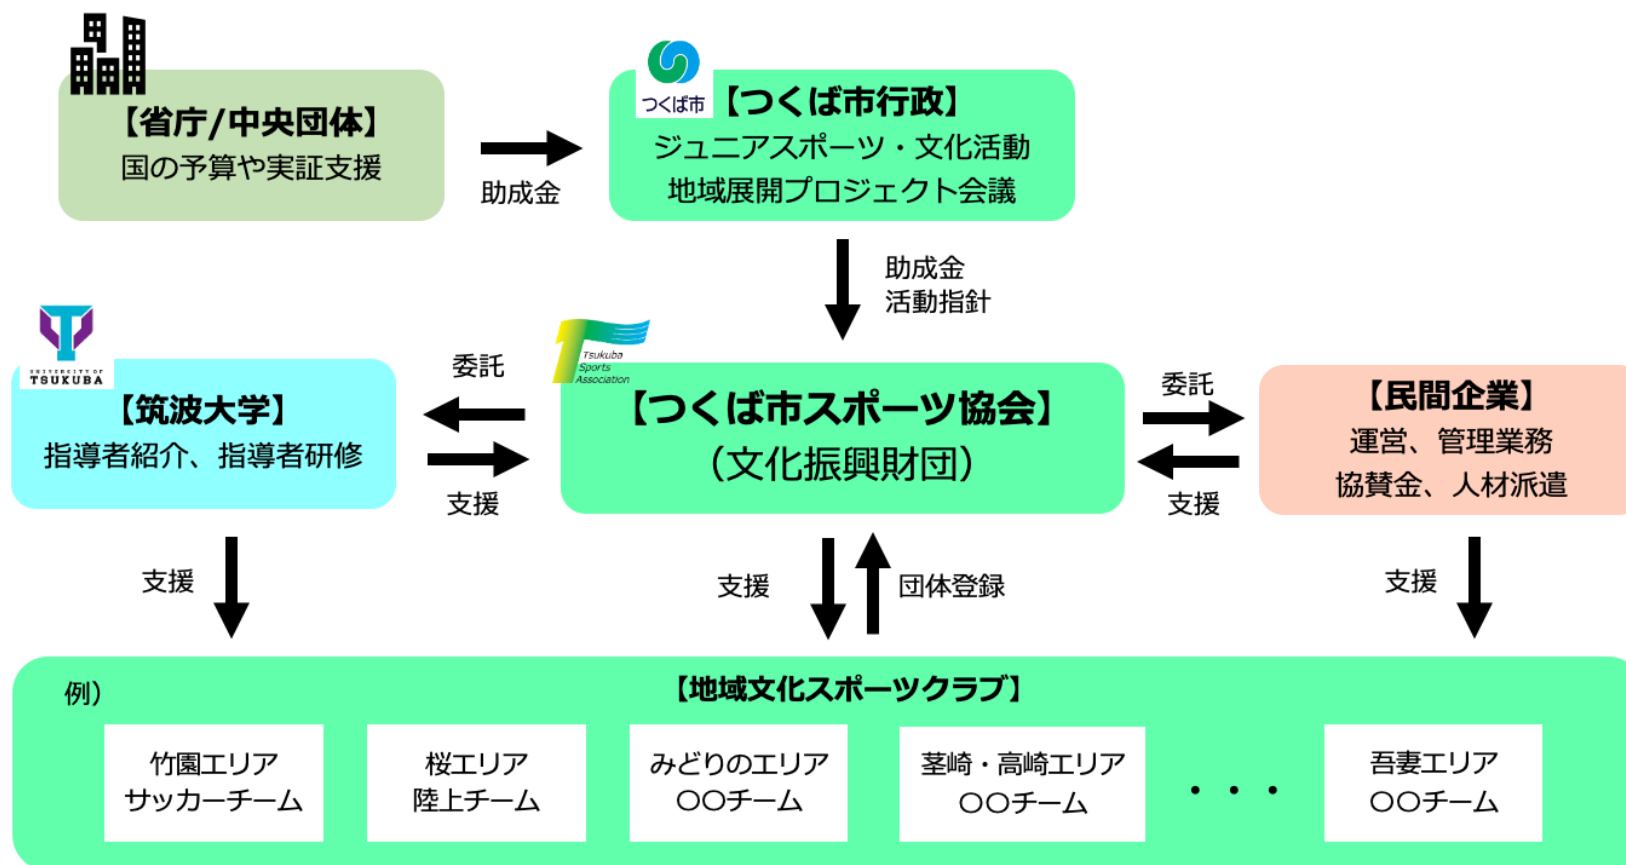 【省庁/中央団体】
国の予算や実証支援
助成金
つくば市
【つくば市行政】
ジュニアスポーツ・文化活動
地域展開プロジェクト会議
助成金
活動指針
UNIVERSITY OF
TSUKUBA
【筑波大学】
指導者紹介、指導者研修
委託
支援
Tsukuba
Sports
Association
【つくば市スポーツ協会】
（文化振興財団）
委託
支援
【民間企業】
運営、管理業務
協賛金、人材派遣
支援
支援
団体登録
支援
例）
【地域文化スポーツクラブ】
竹園エリア
サッカーチーム
桜エリア
陸上チーム
みどりのエリア
〇〇チーム
茎崎・高崎エリア
〇〇チーム
・・・
吾妻エリア
〇〇チーム